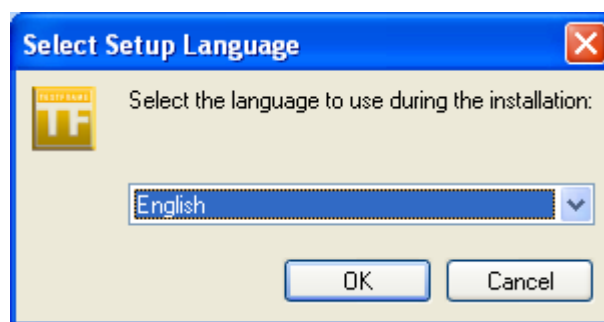 Select Setup Language
TF
Select the language to use during the installation:
English
OK
Cancel